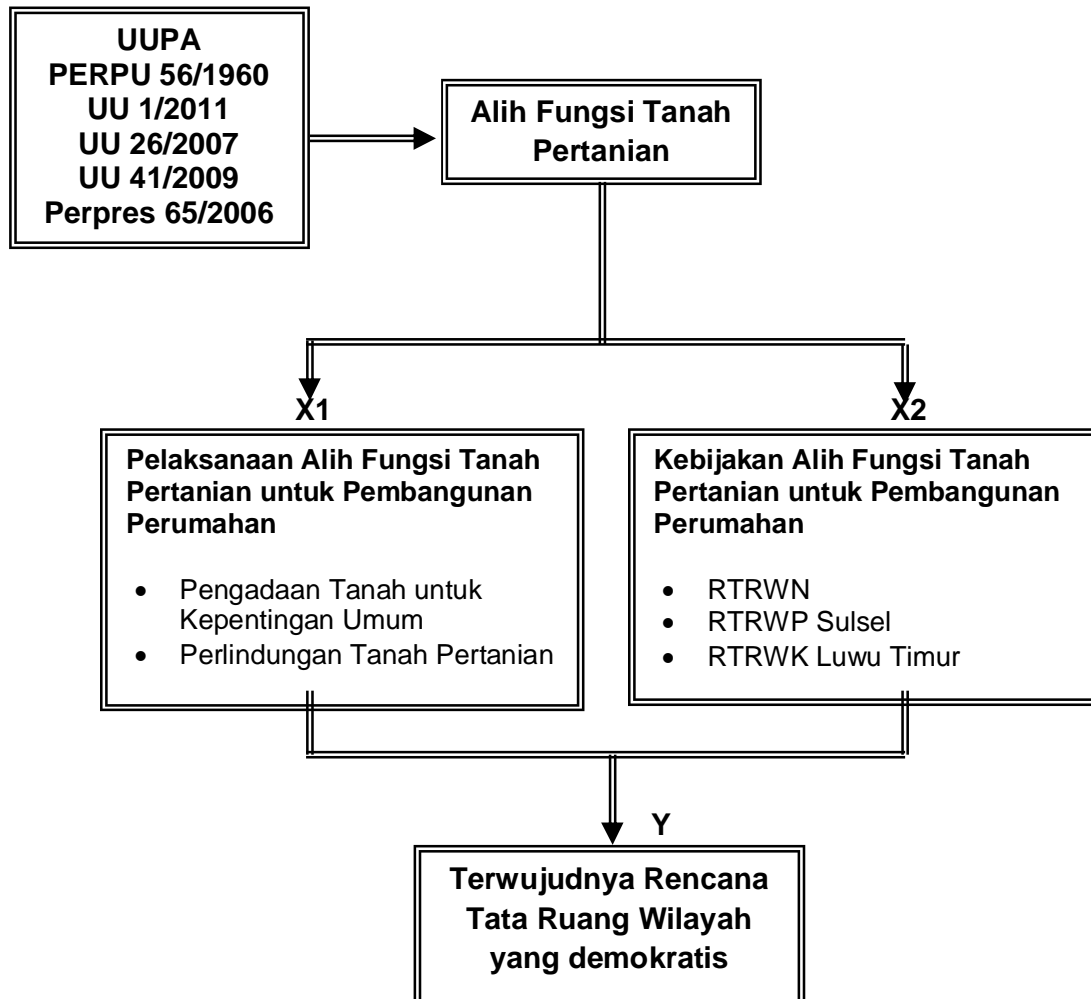 UUPA
PERPU 56/1960
UU 1/2011
UU 26/2007
UU 41/2009
Perpres 65/2006
Alih Fungsi Tanah
Pertanian
X1
Pelaksanaan Alih Fungsi Tanah
Pertanian untuk Pembangunan
Perumahan
• Pengadaan Tanah untuk
Kepentingan Umum
• Perlindungan Tanah Pertanian
X2
Kebijakan Alih Fungsi Tanah
Pertanian untuk Pembangunan
Perumahan
• RTRWN
• RTRWP Sulsel
• RTRWK Luwu Timur
Y
Terwujudnya Rencana
Tata Ruang Wilayah
yang demokratis